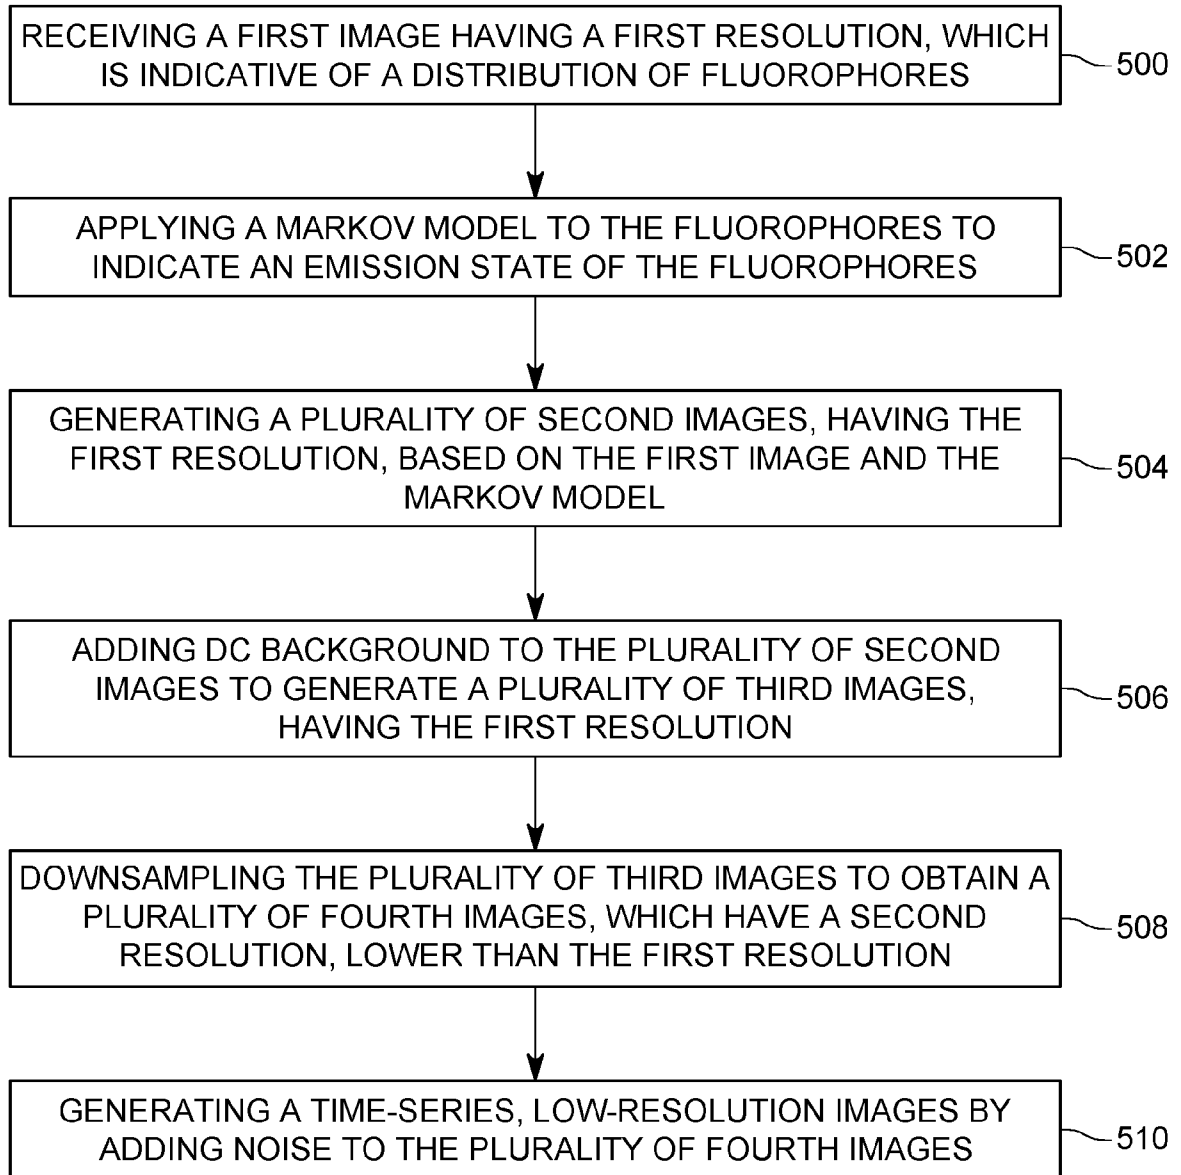 RECEIVING A FIRST IMAGE HAVING A FIRST RESOLUTION, WHICH
IS INDICATIVE OF A DISTRIBUTION OF FLUOROPHORES
500
APPLYING A MARKOV MODEL TO THE FLUOROPHORES TO
INDICATE AN EMISSION STATE OF THE FLUOROPHORES
502
GENERATING A PLURALITY OF SECOND IMAGES, HAVING THE
FIRST RESOLUTION, BASED ON THE FIRST IMAGE AND THE
MARKOV MODEL
504
ADDING DC BACKGROUND TO THE PLURALITY OF SECOND
IMAGES TO GENERATE A PLURALITY OF THIRD IMAGES,
HAVING THE FIRST RESOLUTION
506
DOWNSAMPLING THE PLURALITY OF THIRD IMAGES TO OBTAIN A
PLURALITY OF FOURTH IMAGES, WHICH HAVE A SECOND
RESOLUTION, LOWER THAN THE FIRST RESOLUTION
508
GENERATING A TIME-SERIES, LOW-RESOLUTION IMAGES BY
ADDING NOISE TO THE PLURALITY OF FOURTH IMAGES
510